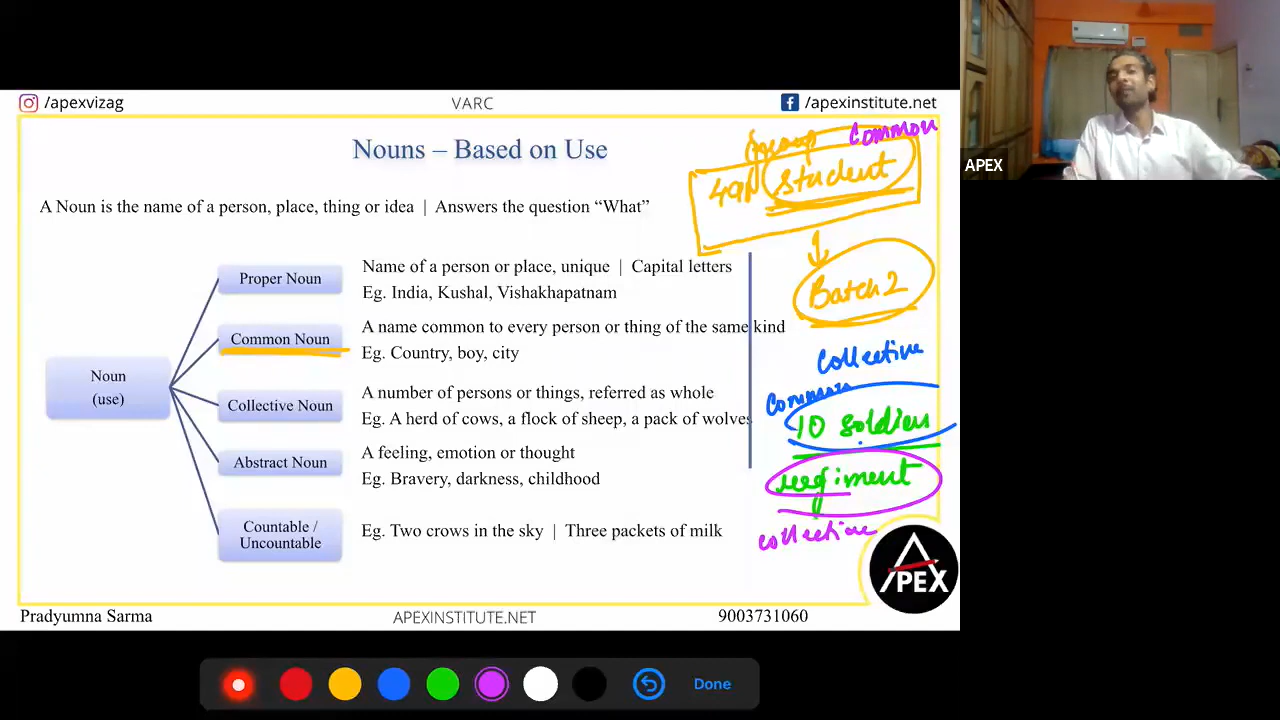 /apexvizag
VARC
/apexinstitute.net
Nouns – Based on Use
A Noun is the name of a person, place, thing or idea | Answers the question “What”
Noun
(use)
Proper Noun
Name of a person or place, unique | Capital letters
Eg. India, Kushal, Vishakhapatnam
Common Noun
A name common to every person or thing of the same kind
Eg. Country, boy, city
Collective Noun
A number of persons or things, referred as whole
Eg. A herd of cows, a flock of sheep, a pack of wolves
Abstract Noun
A feeling, emotion or thought
Eg. Bravery, darkness, childhood
Countable /
Uncountable
Eg. Two crows in the sky | Three packets of milk
group
Common
student
Batch 2
Collective
Common
10 soldiers
regiment
collective
APEX
Pradyumna Sarma
APEXINSTITUTE.NET
9003731060
APEX
Done